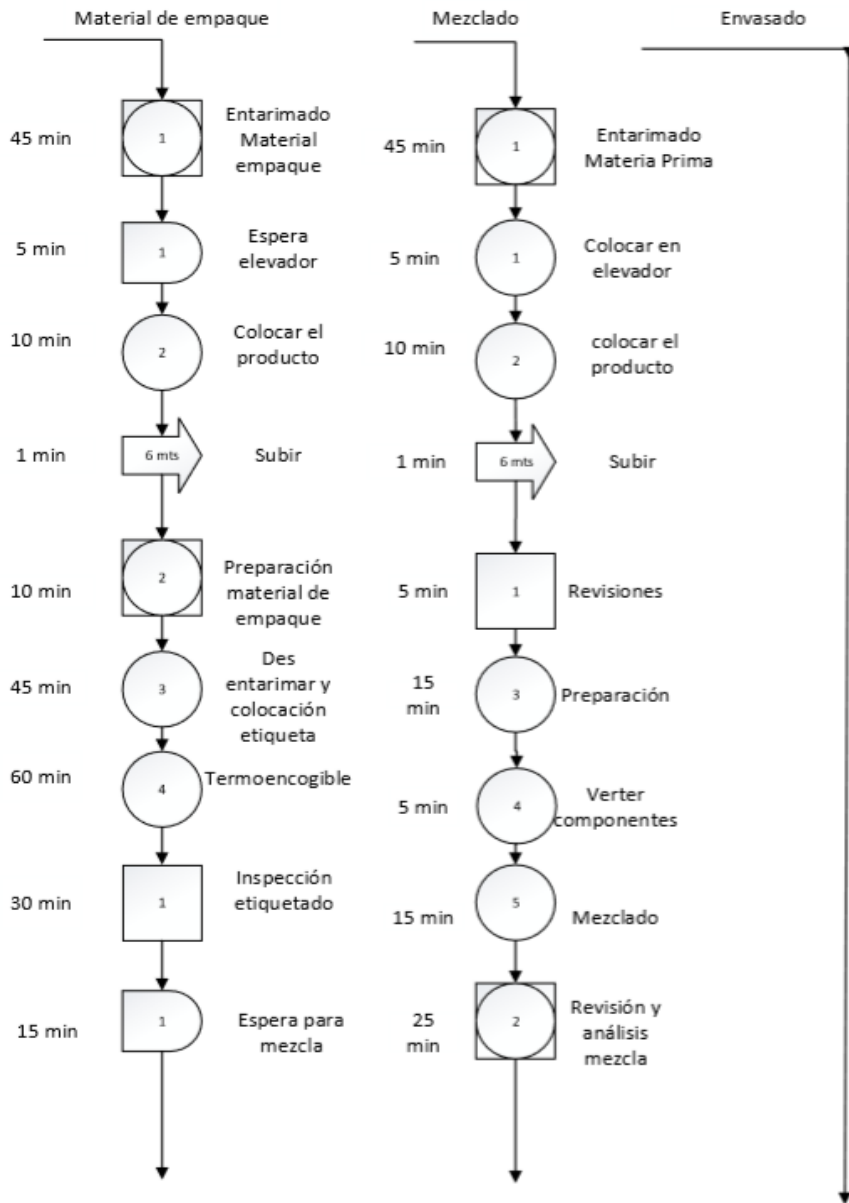 Material de empaque
Mezclado
Envasado
45 min
1
Entarimado
Material
empaque
5 min
1
Espera
elevador
10 min
2
Colocar el
producto
1 min
6 mts
Subir
10 min
2
Preparación
material de
empaque
45 min
3
Des
entarimar y
colocación
etiqueta
60 min
4
Termoencogible
30 min
1
Inspección
etiquetado
15 min
1
Espera para
mezcla
45 min
1
Entarimado
Materia Prima
5 min
1
Colocar en
elevador
10 min
2
colocar el
producto
1 min
6 mts
Subir
5 min
1
Revisiones
15
min
3
Preparación
5 min
4
Verter
componentes
15 min
5
Mezclado
25
min
2
Revisión y
análisis
mezcla